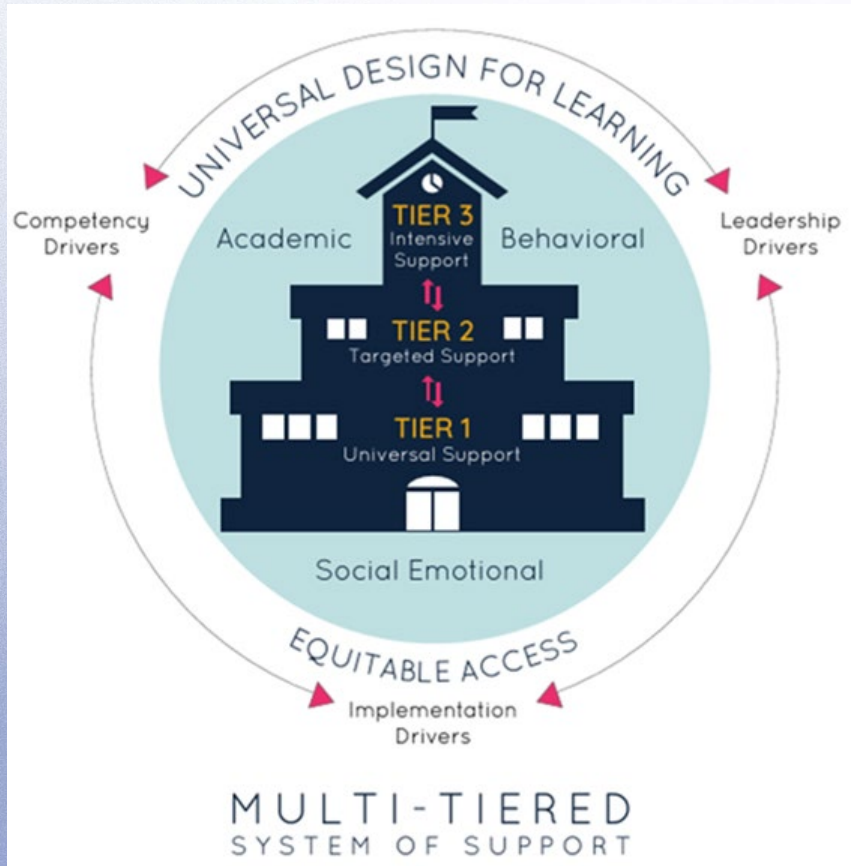 UNIVERSAL DESIGN FOR LEARNING
Competency
Drivers
Leadership
Drivers
Academic
Behavioral
TIER 3
Intensive
Support
TIER 2
Targeted Support
TIER 1
Universal Support
Social Emotional
EQUITABLE ACCESS
Implementation
Drivers
MULTI-TIERED
SYSTEM OF SUPPORT